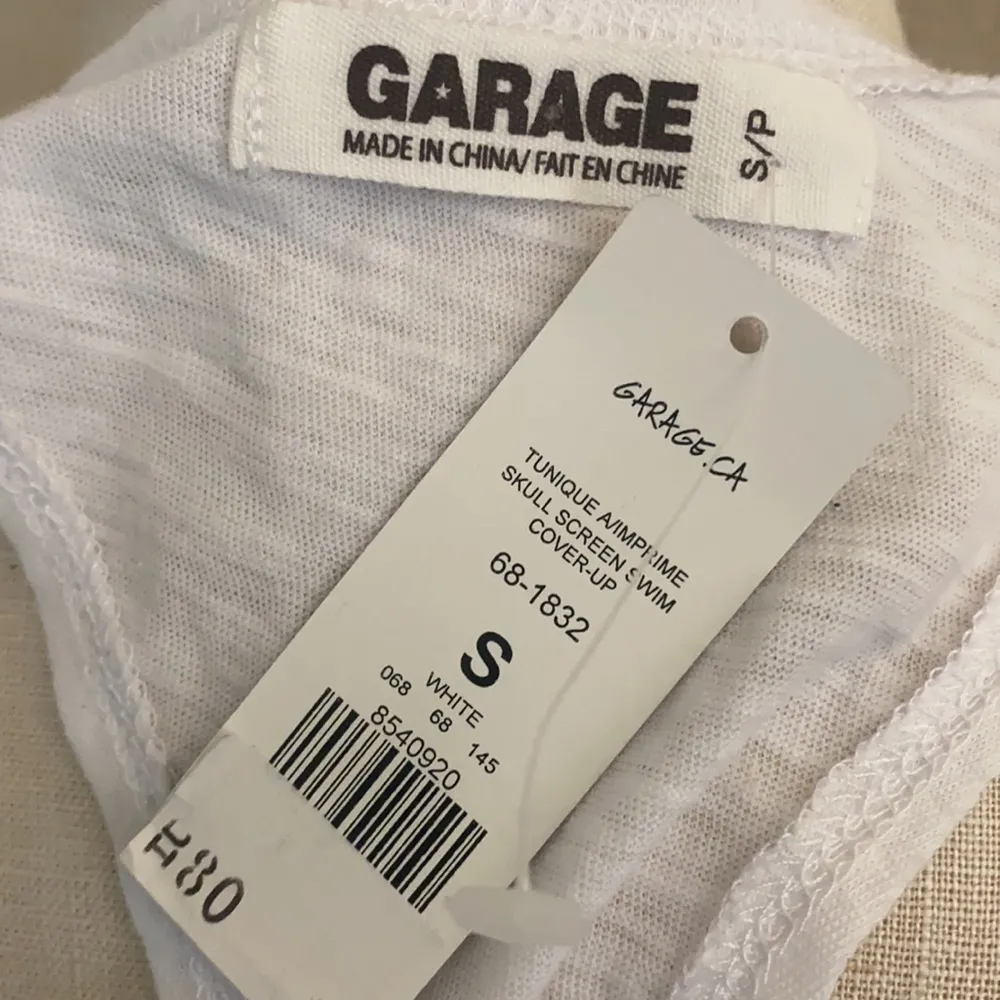 GARAGE
MADE IN CHINA/ FAIT EN CHINE
S/P
GARAGE.CA
TUNIQUE A/IMPRIME
SKULL SCREEN SWIM
COVER-UP
68-1832
S
WHITE
068 68 145
8540920
80